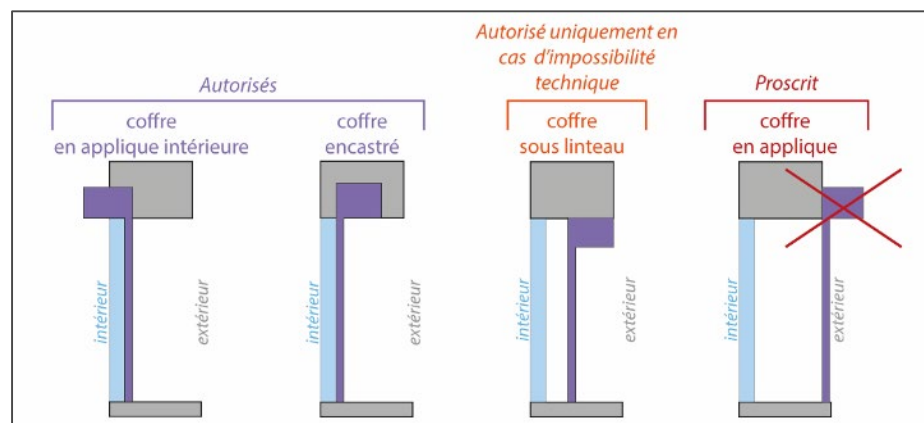 Autorisés
coffre
en applique intérieure
coffre
encastré
Autorisé uniquement en
cas d'impossibilité
technique
coffre
sous linteau
Proscrit
coffre
en applique
intérieur
extérieur
intérieur
extérieur
intérieur
extérieur
intérieur
extérieur